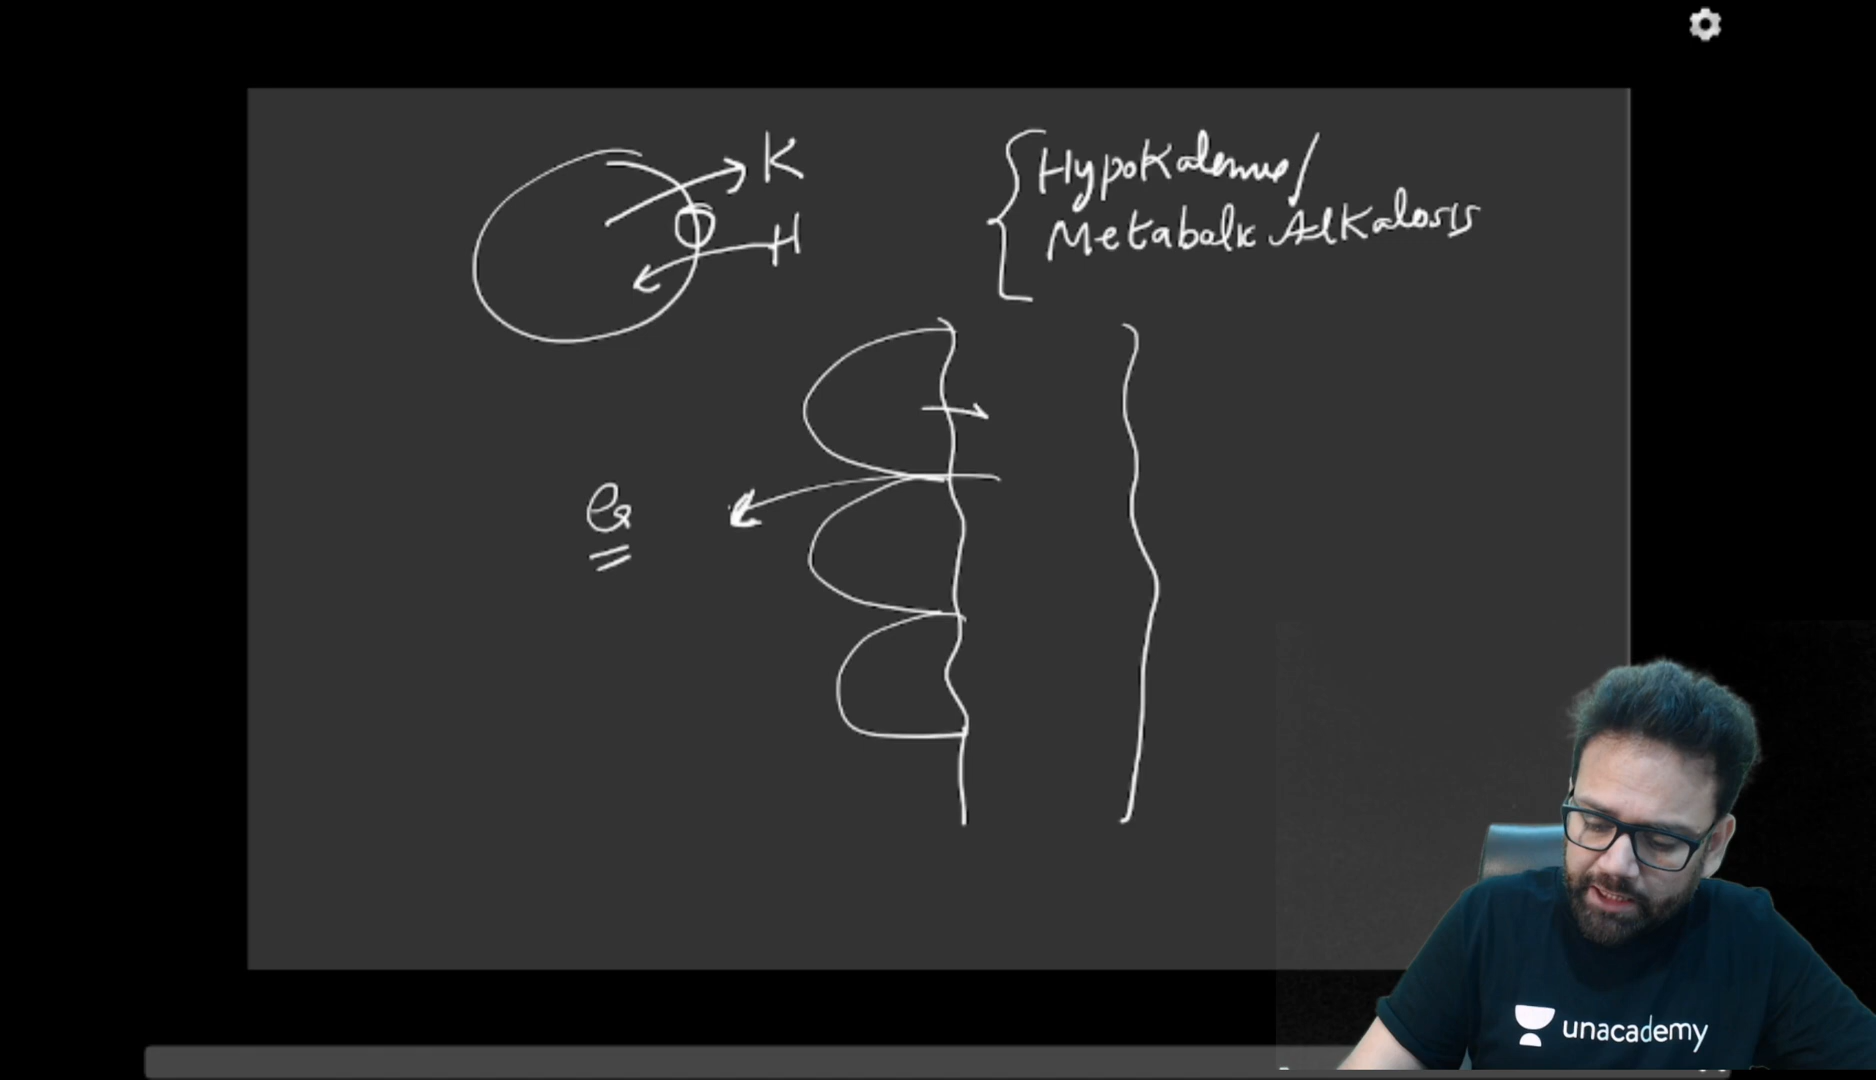 K
H
Hypokalemia/
Metabolic Alkalosis
unacademy